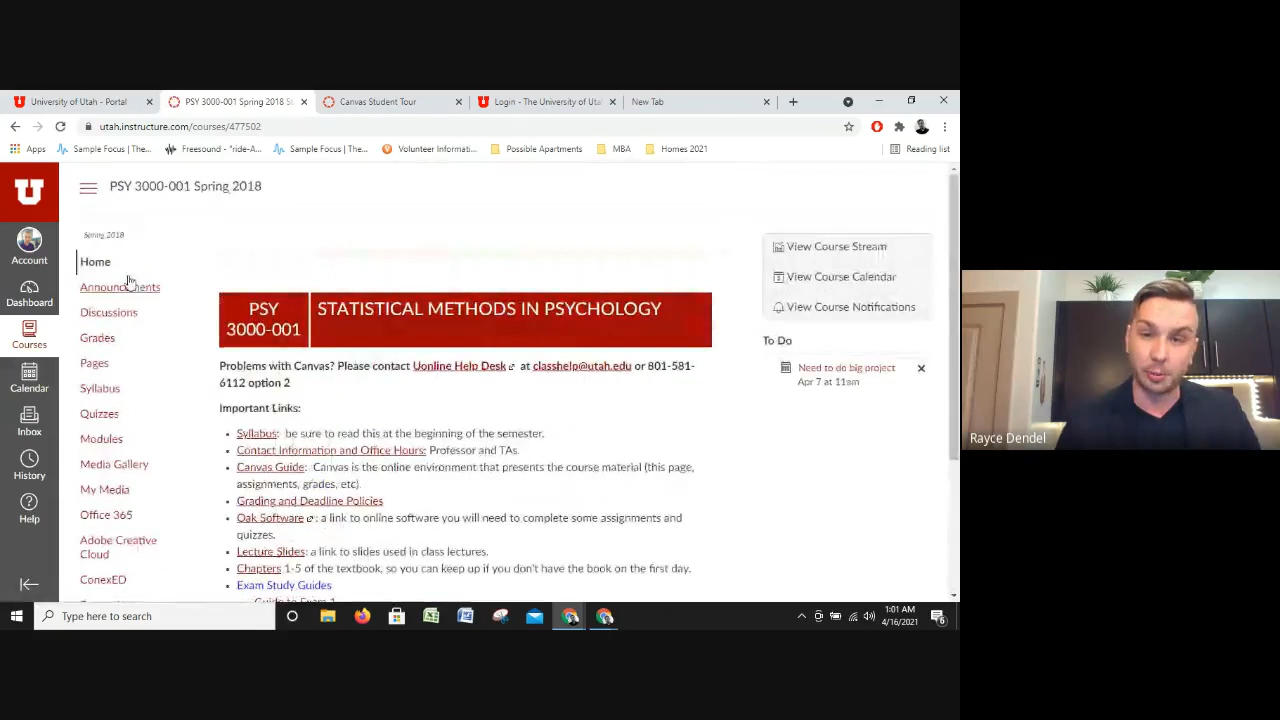 University of Utah - Portal
PSY 3000-001 Spring 2018 St
Canvas Student Tour
Login - The University of Uta
New Tab
utah.instructure.com/courses/477502
Apps
Sample Focus | The...
Freesound - "ride-A...
Sample Focus | The...
Volunteer Informati...
Possible Apartments
MBA
Homes 2021
Reading list
PSY 3000-001 Spring 2018
Spring 2018
Account
Dashboard
Courses
Calendar
Inbox
History
Help
Home
Announcements
Discussions
Grades
Pages
Syllabus
Quizzes
Modules
Media Gallery
My Media
Office 365
Adobe Creative
Cloud
ConexED
PSY
3000-001
STATISTICAL METHODS IN PSYCHOLOGY
Problems with Canvas? Please contact Uonline Help Desk at classhelp@utah.edu or 801-581-
6112 option 2
Important Links:
Syllabus: be sure to read this at the beginning of the semester.
Contact Information and Office Hours: Professor and TAs.
Canvas Guide: Canvas is the online environment that presents the course material (this page,
assignments, grades, etc).
Grading and Deadline Policies
Oak Software : a link to online software you will need to complete some assignments and
quizzes.
Lecture Slides: a link to slides used in class lectures.
Chapters 1-5 of the textbook, so you can keep up if you don't have the book on the first day.
Exam Study Guides
Guide to Exam 1
View Course Stream
View Course Calendar
View Course Notifications
To Do
Need to do big project
Apr 7 at 11am
Rayce Dendel
Type here to search
1:01 AM
4/16/2021
6